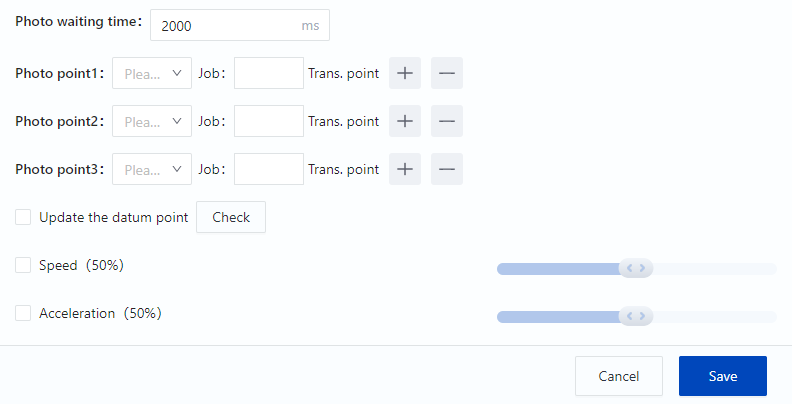 Photo waiting time: 2000 ms
Photo point1: Plea... Job: Trans. point
Photo point2: Plea... Job: Trans. point
Photo point3: Plea... Job: Trans. point
Update the datum point Check
Speed (50%)
Acceleration (50%)
Cancel Save